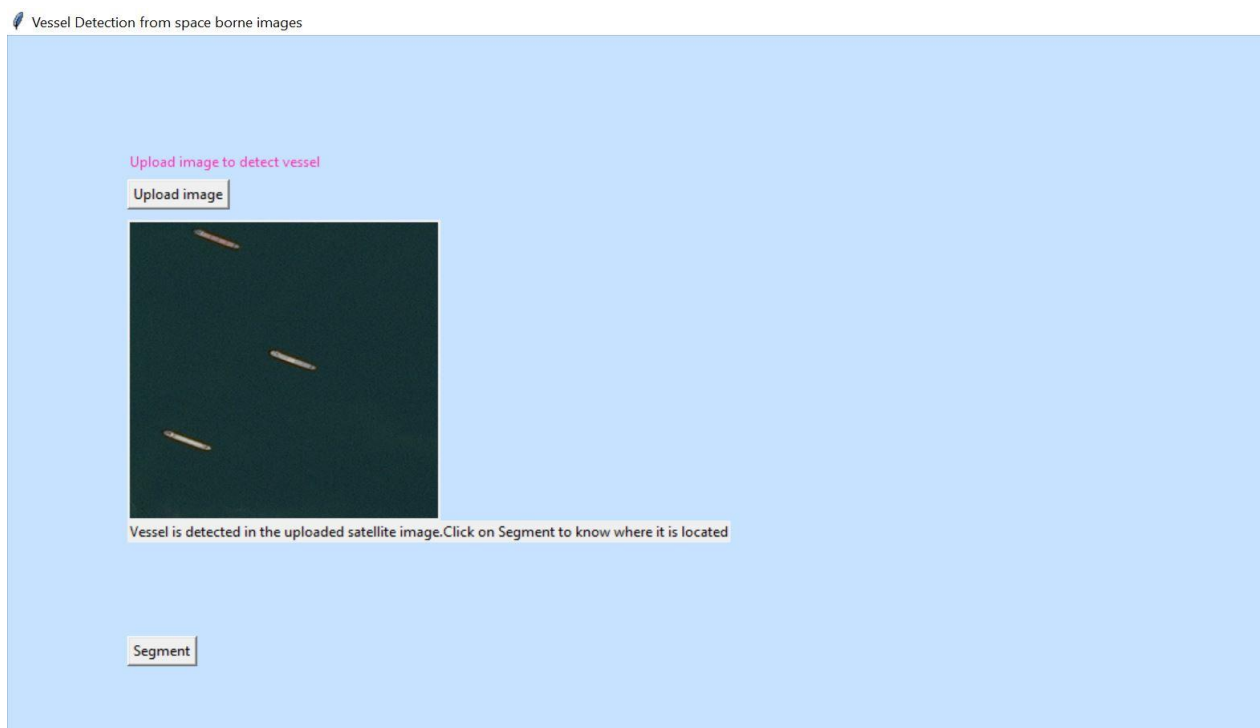 Vessel Detection from space borne images
Upload image to detect vessel
Upload image
Vessel is detected in the uploaded satellite image.Click on Segment to know where it is located
Segment